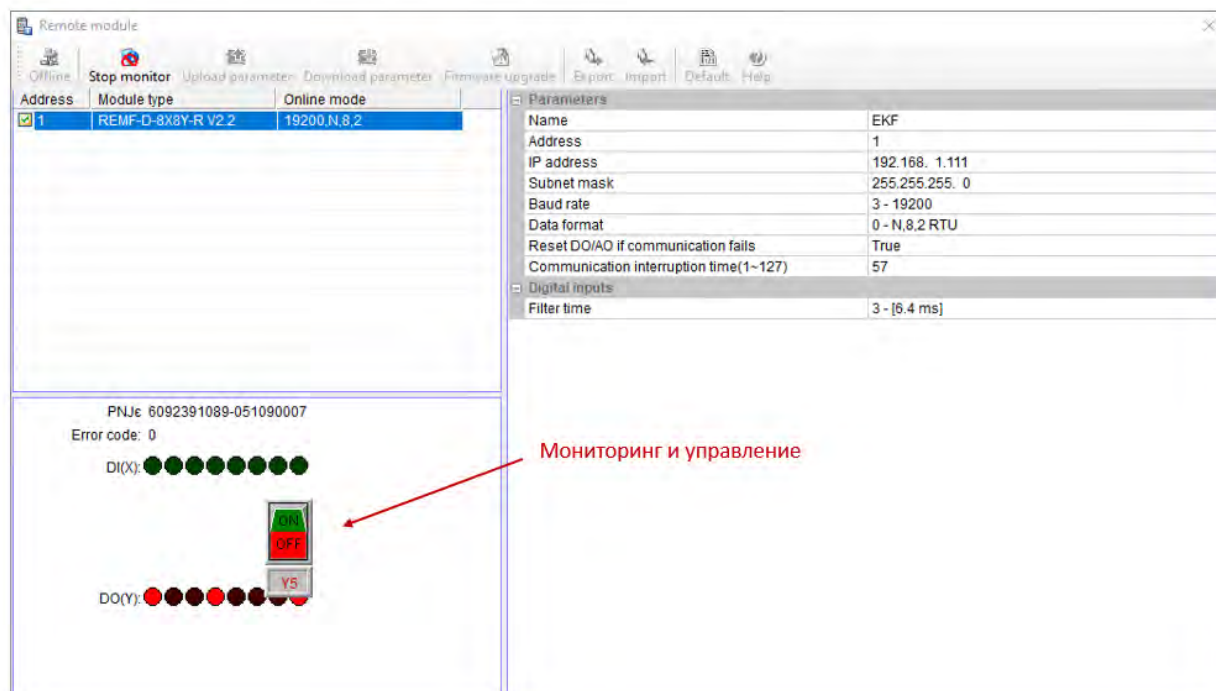 Remote module
Offline Stop monitor Upload parameter Download parameter Firmware upgrade Export Import Default Help
Address Module type Online mode
1 REMF-D-8X8Y-R V2.2 19200,N,8,2
Parameters
Name EKF
Address 1
IP address 192.168. 1.111
Subnet mask 255.255.255. 0
Baud rate 3 - 19200
Data format 0 - N,8,2 RTU
Reset DO/AO if communication fails True
Communication interruption time(1~127) 57
Digital inputs
Filter time 3 - [6.4 ms]
PNJє 6092391089-051090007
Error code: 0
DI(X):
Мониторинг и управление
ON
OFF
Y5
DO(Y):